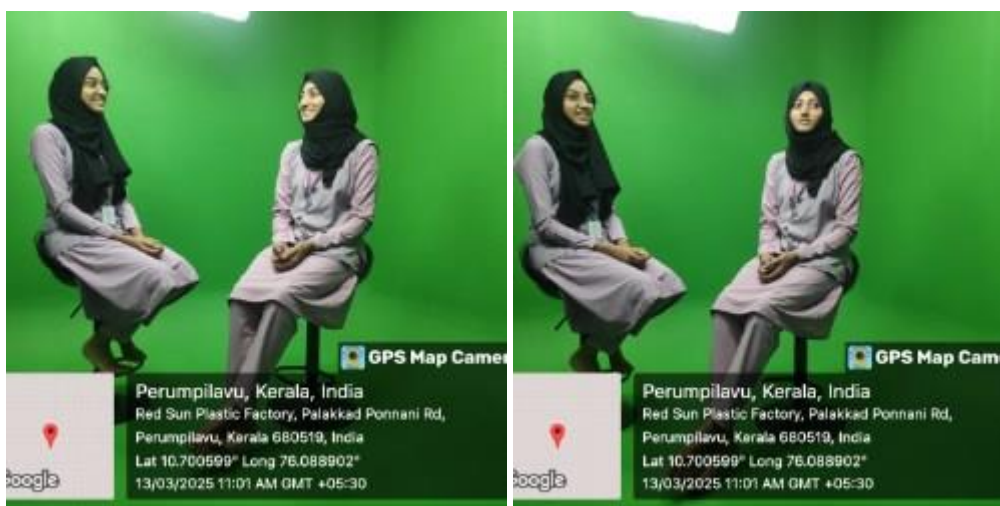 GPS Map Camer
Perumpilavu, Kerala, India
Red Sun Plastic Factory, Palakkad Ponnani Rd,
Perumpilavu, Kerala 680519, India
Lat 10.700599° Long 76.088902°
13/03/2025 11:01 AM GMT +05:30
Google
GPS Map Cam
Perumpilavu, Kerala, India
Red Sun Plastic Factory, Palakkad Ponnani Rd,
Perumpilavu, Kerala 680519, India
Lat 10.700599° Long 76.088902°
13/03/2025 11:01 AM GMT +05:30
Google